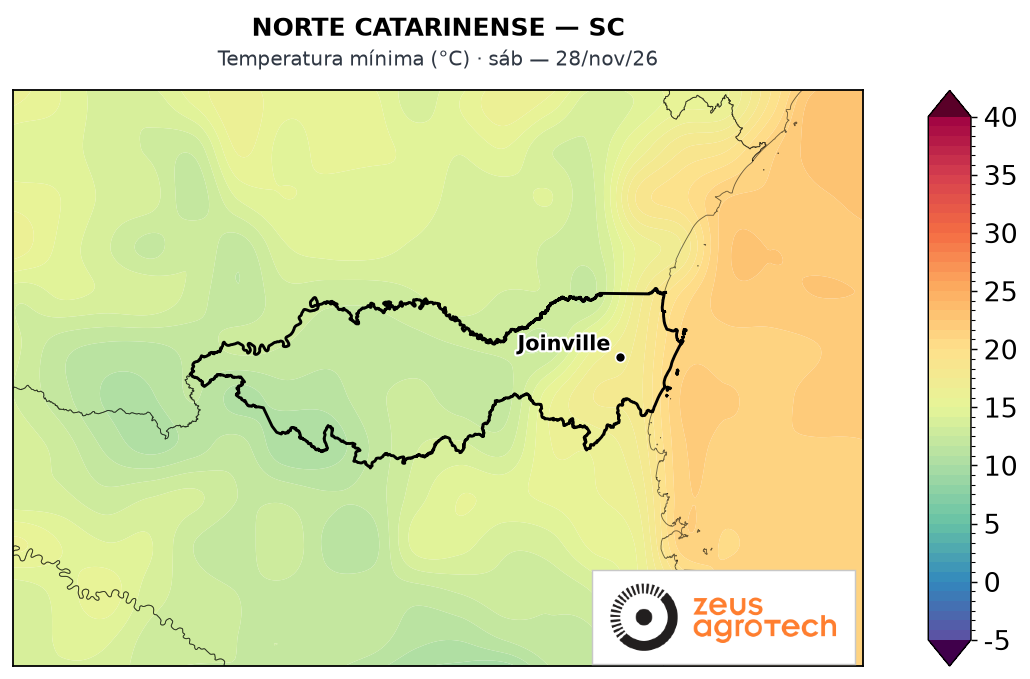 NORTE CATARINENSE — SC
Temperatura mínima (°C) · sáb — 28/nov/26
Joinville
40
35
30
25
20
15
10
5
0
-5
zeus
agrotech